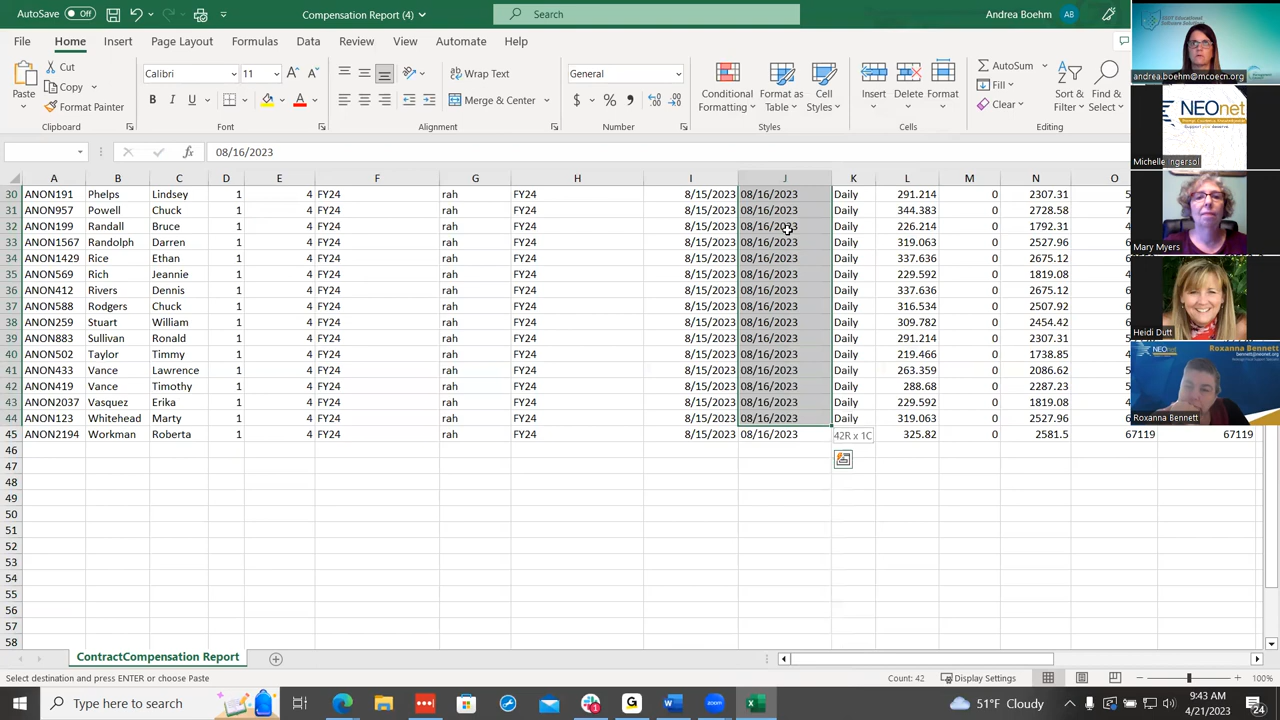 AutoSave Off Compensation Report (4) Search Andrea Boehm AB
File Home Insert Page Layout Formulas Data Review View Automate Help
Paste Cut Copy Format Painter Calibri 11 Wrap Text Merge & Center General Conditional Formatting Format as Table Cell Styles Insert Delete Format AutoSum Fill Clear Sort & Filter Find & Select
Clipboard Font Alignment Number Styles Cells Editing
08/16/2023
A B C D E F G H I J K L M N O
30 ANON191 Phelps Lindsey 1 4 FY24 rah FY24 8/15/2023 08/16/2023 Daily 291.214 0 2307.31
31 ANON957 Powell Chuck 1 4 FY24 rah FY24 8/15/2023 08/16/2023 Daily 344.383 0 2728.58
32 ANON199 Randall Bruce 1 4 FY24 rah FY24 8/15/2023 08/16/2023 Daily 226.214 0 1792.31
33 ANON1567 Randolph Darren 1 4 FY24 rah FY24 8/15/2023 08/16/2023 Daily 319.063 0 2527.96
34 ANON1429 Rice Ethan 1 4 FY24 rah FY24 8/15/2023 08/16/2023 Daily 337.636 0 2675.12
35 ANON569 Rich Jeannie 1 4 FY24 rah FY24 8/15/2023 08/16/2023 Daily 229.592 0 1819.08
36 ANON412 Rivers Dennis 1 4 FY24 rah FY24 8/15/2023 08/16/2023 Daily 337.636 0 2675.12
37 ANON588 Rodgers Chuck 1 4 FY24 rah FY24 8/15/2023 08/16/2023 Daily 316.534 0 2507.92
38 ANON259 Stuart William 1 4 FY24 rah FY24 8/15/2023 08/16/2023 Daily 309.782 0 2454.42
39 ANON883 Sullivan Ronald 1 4 FY24 rah FY24 8/15/2023 08/16/2023 Daily 291.214 0 2307.31
40 ANON502 Taylor Timmy 1 4 FY24 rah FY24 8/15/2023 08/16/2023 Daily 219.466 0 1738.85
41 ANON433 Vance Lawrence 1 4 FY24 rah FY24 8/15/2023 08/16/2023 Daily 263.359 0 2086.62
42 ANON419 Vance Timothy 1 4 FY24 rah FY24 8/15/2023 08/16/2023 Daily 288.68 0 2287.23
43 ANON2037 Vasquez Erika 1 4 FY24 rah FY24 8/15/2023 08/16/2023 Daily 229.592 0 1819.08
44 ANON123 Whitehead Marty 1 4 FY24 rah FY24 8/15/2023 08/16/2023 Daily 319.063 0 2527.96
45 ANON2194 Workman Roberta 1 4 FY24 rah FY24 8/15/2023 08/16/2023 325.82 0 2581.5 67119 67119
42R x 1C
46
47
48
49
50
51
52
53
54
55
56
57
58
ContractCompensation Report
Select destination and press ENTER or choose Paste Count: 42 Display Settings 100%
Type here to search 51°F Cloudy 9:43 AM
4/21/2023 24
andrea.boehm@mcoecn.org
NEOnet
Michelle Ingersol
Mary Myers
Heidi Dutt
NEOnet Roxanna Bennett
bennett@neonet.org
Roxanna Bennett